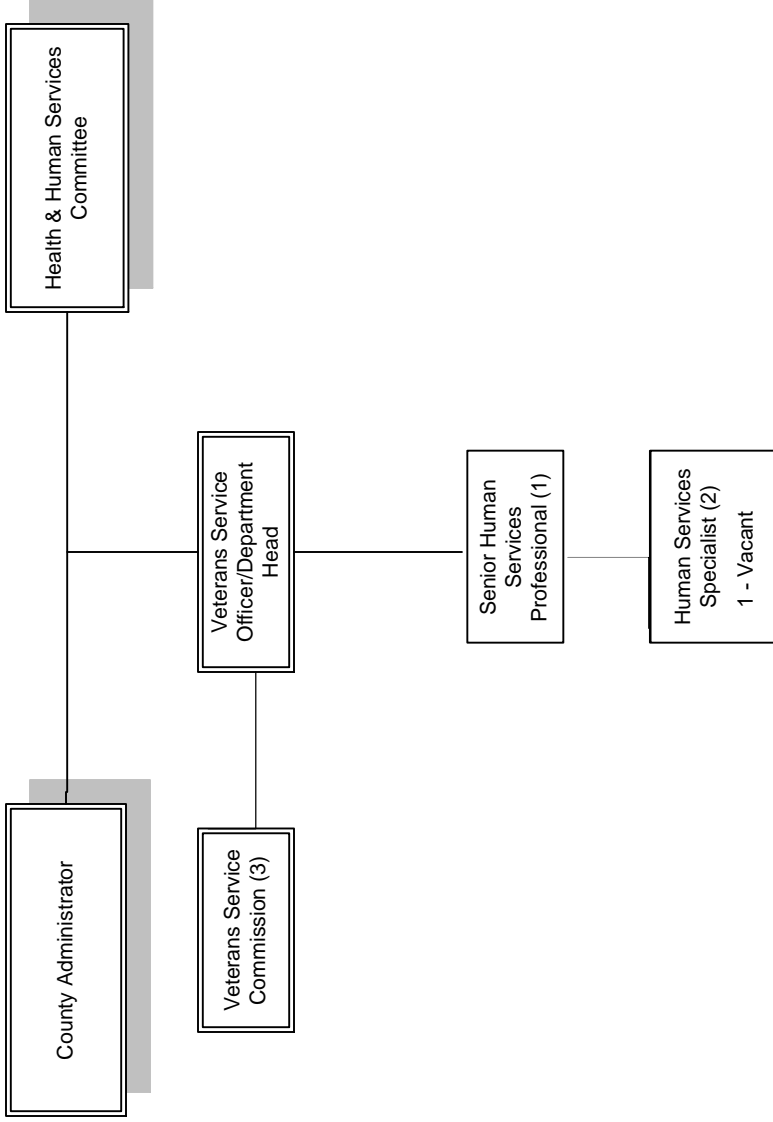 County Administrator
Health & Human Services
Committee
Veterans Service
Commission (3)
Veterans Service
Officer/Department
Head
Senior Human
Services
Professional (1)
Human Services
Specialist (2)
1 - Vacant